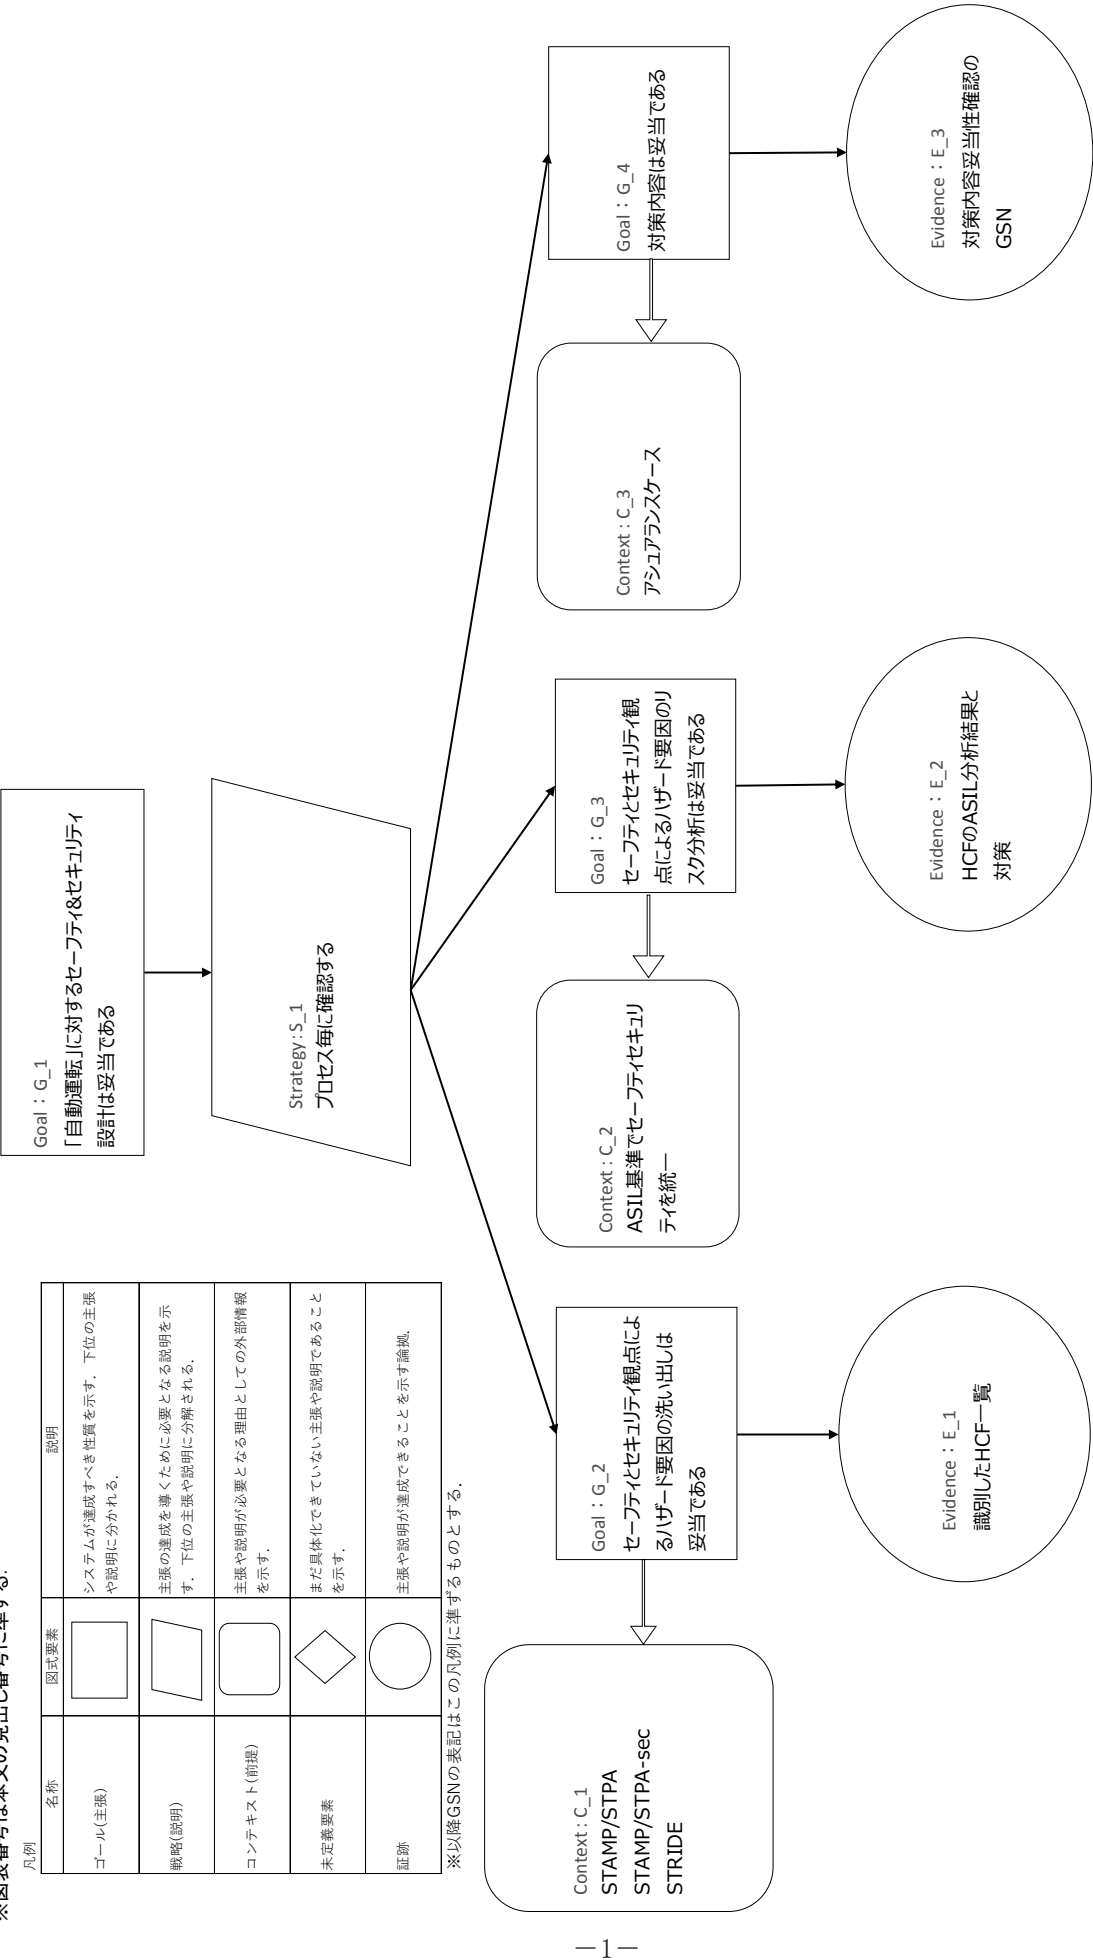 ※図表番号は本文の見出し番号に準ずる.
凡例
名称 図式要素 説明
ゴール(主張) システムが達成すべき性質を示す．下位の主張
や説明に分かれる．
戦略(説明) 主張の達成を導くために必要となる説明を示
す．下位の主張や説明に分解される．
コンテキスト(前提) 主張や説明が必要となる理由としての外部情報
を示す．
未定義要素 まだ具体化できていない主張や説明であること
を示す．
証跡 主張や説明が達成できることを示す論拠．
※以降GSNの表記はこの凡例に準ずるものとする．
Goal：G_1
「自動運転」に対するセーフティ&セキュリティ
設計は妥当である
Strategy:S_1
プロセス毎に確認する
Context：C_1
STAMP/STPA
STAMP/STPA-sec
STRIDE
Goal：G_2
セーフティとセキュリティ観点によ
るハザード要因の洗い出しは
妥当である
Evidence：E_1
識別したHCF一覧
Context：C_2
ASIL基準でセーフティセキュリ
ティを統一
Goal：G_3
セーフティとセキュリティ観
点によるハザード要因のリ
スク分析は妥当である
Evidence：E_2
HCFのASIL分析結果と
対策
Context：C_3
アシュアランスケース
Goal：G_4
対策内容は妥当である
Evidence：E_3
対策内容妥当性確認の
GSN
－1－